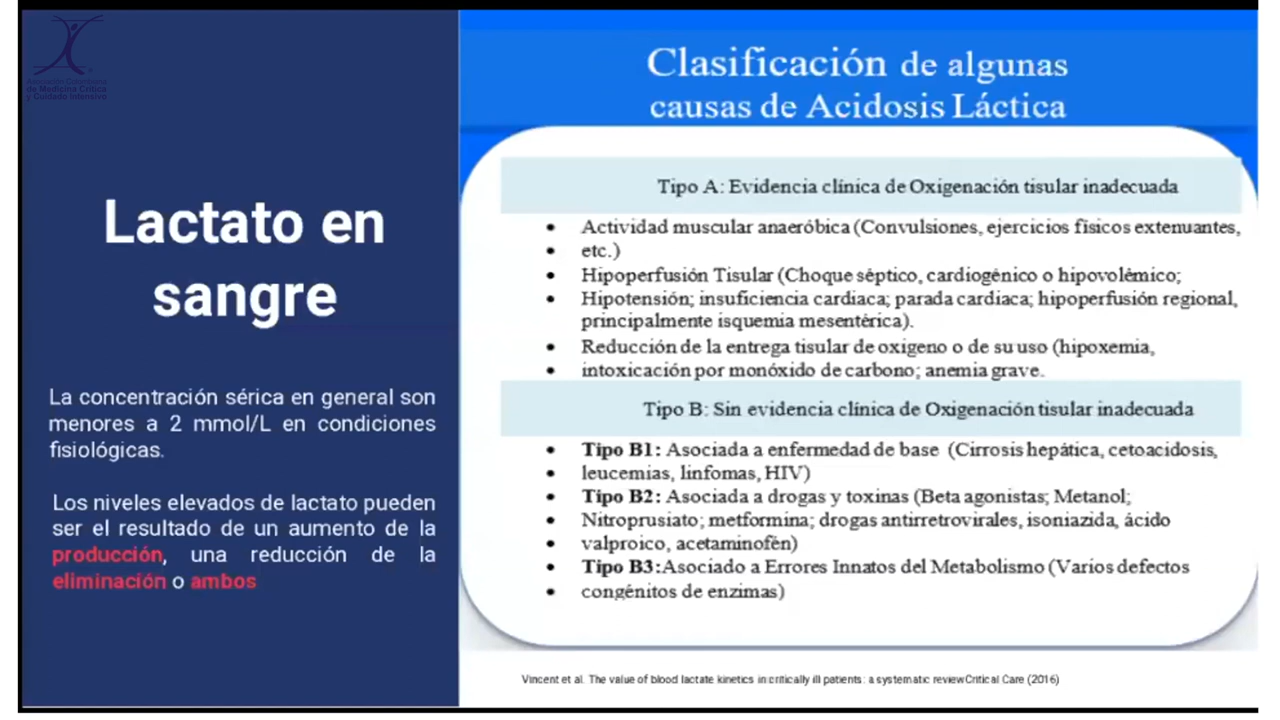 Asociación Colombiana
de Medicina Crítica
y Cuidado Intensivo
Lactato en
sangre
La concentración sérica en general son
menores a 2 mmol/L en condiciones
fisiológicas.
Los niveles elevados de lactato pueden
ser el resultado de un aumento de la
producción, una reducción de la
eliminación o ambos
Clasificación de algunas
causas de Acidosis Láctica
Tipo A: Evidencia clínica de Oxigenación tisular inadecuada
• Actividad muscular anaeróbica (Convulsiones, ejercicios físicos extenuantes,
• etc.)
• Hipoperfusión Tisular (Choque séptico, cardiogénico o hipovolémico;
• Hipotensión; insuficiencia cardiaca; parada cardiaca; hipoperfusión regional,
principalmente isquemia mesentérica).
• Reducción de la entrega tisular de oxigeno o de su uso (hipoxemia,
• intoxicación por monóxido de carbono; anemia grave.
Tipo B: Sin evidencia clínica de Oxigenación tisular inadecuada
• Tipo B1: Asociada a enfermedad de base (Cirrosis hepática, cetoacidosis,
• leucemias, linfomas, HIV)
• Tipo B2: Asociada a drogas y toxinas (Beta agonistas; Metanol;
• Nitroprusiato; metformina; drogas antirretrovirales, isoniazida, ácido
• valproico, acetaminofén)
• Tipo B3:Asociado a Errores Innatos del Metabolismo (Varios defectos
• congénitos de enzimas)
Vincent et al. The value of blood lactate kinetics in critically ill patients: a systematic review Critical Care (2016)